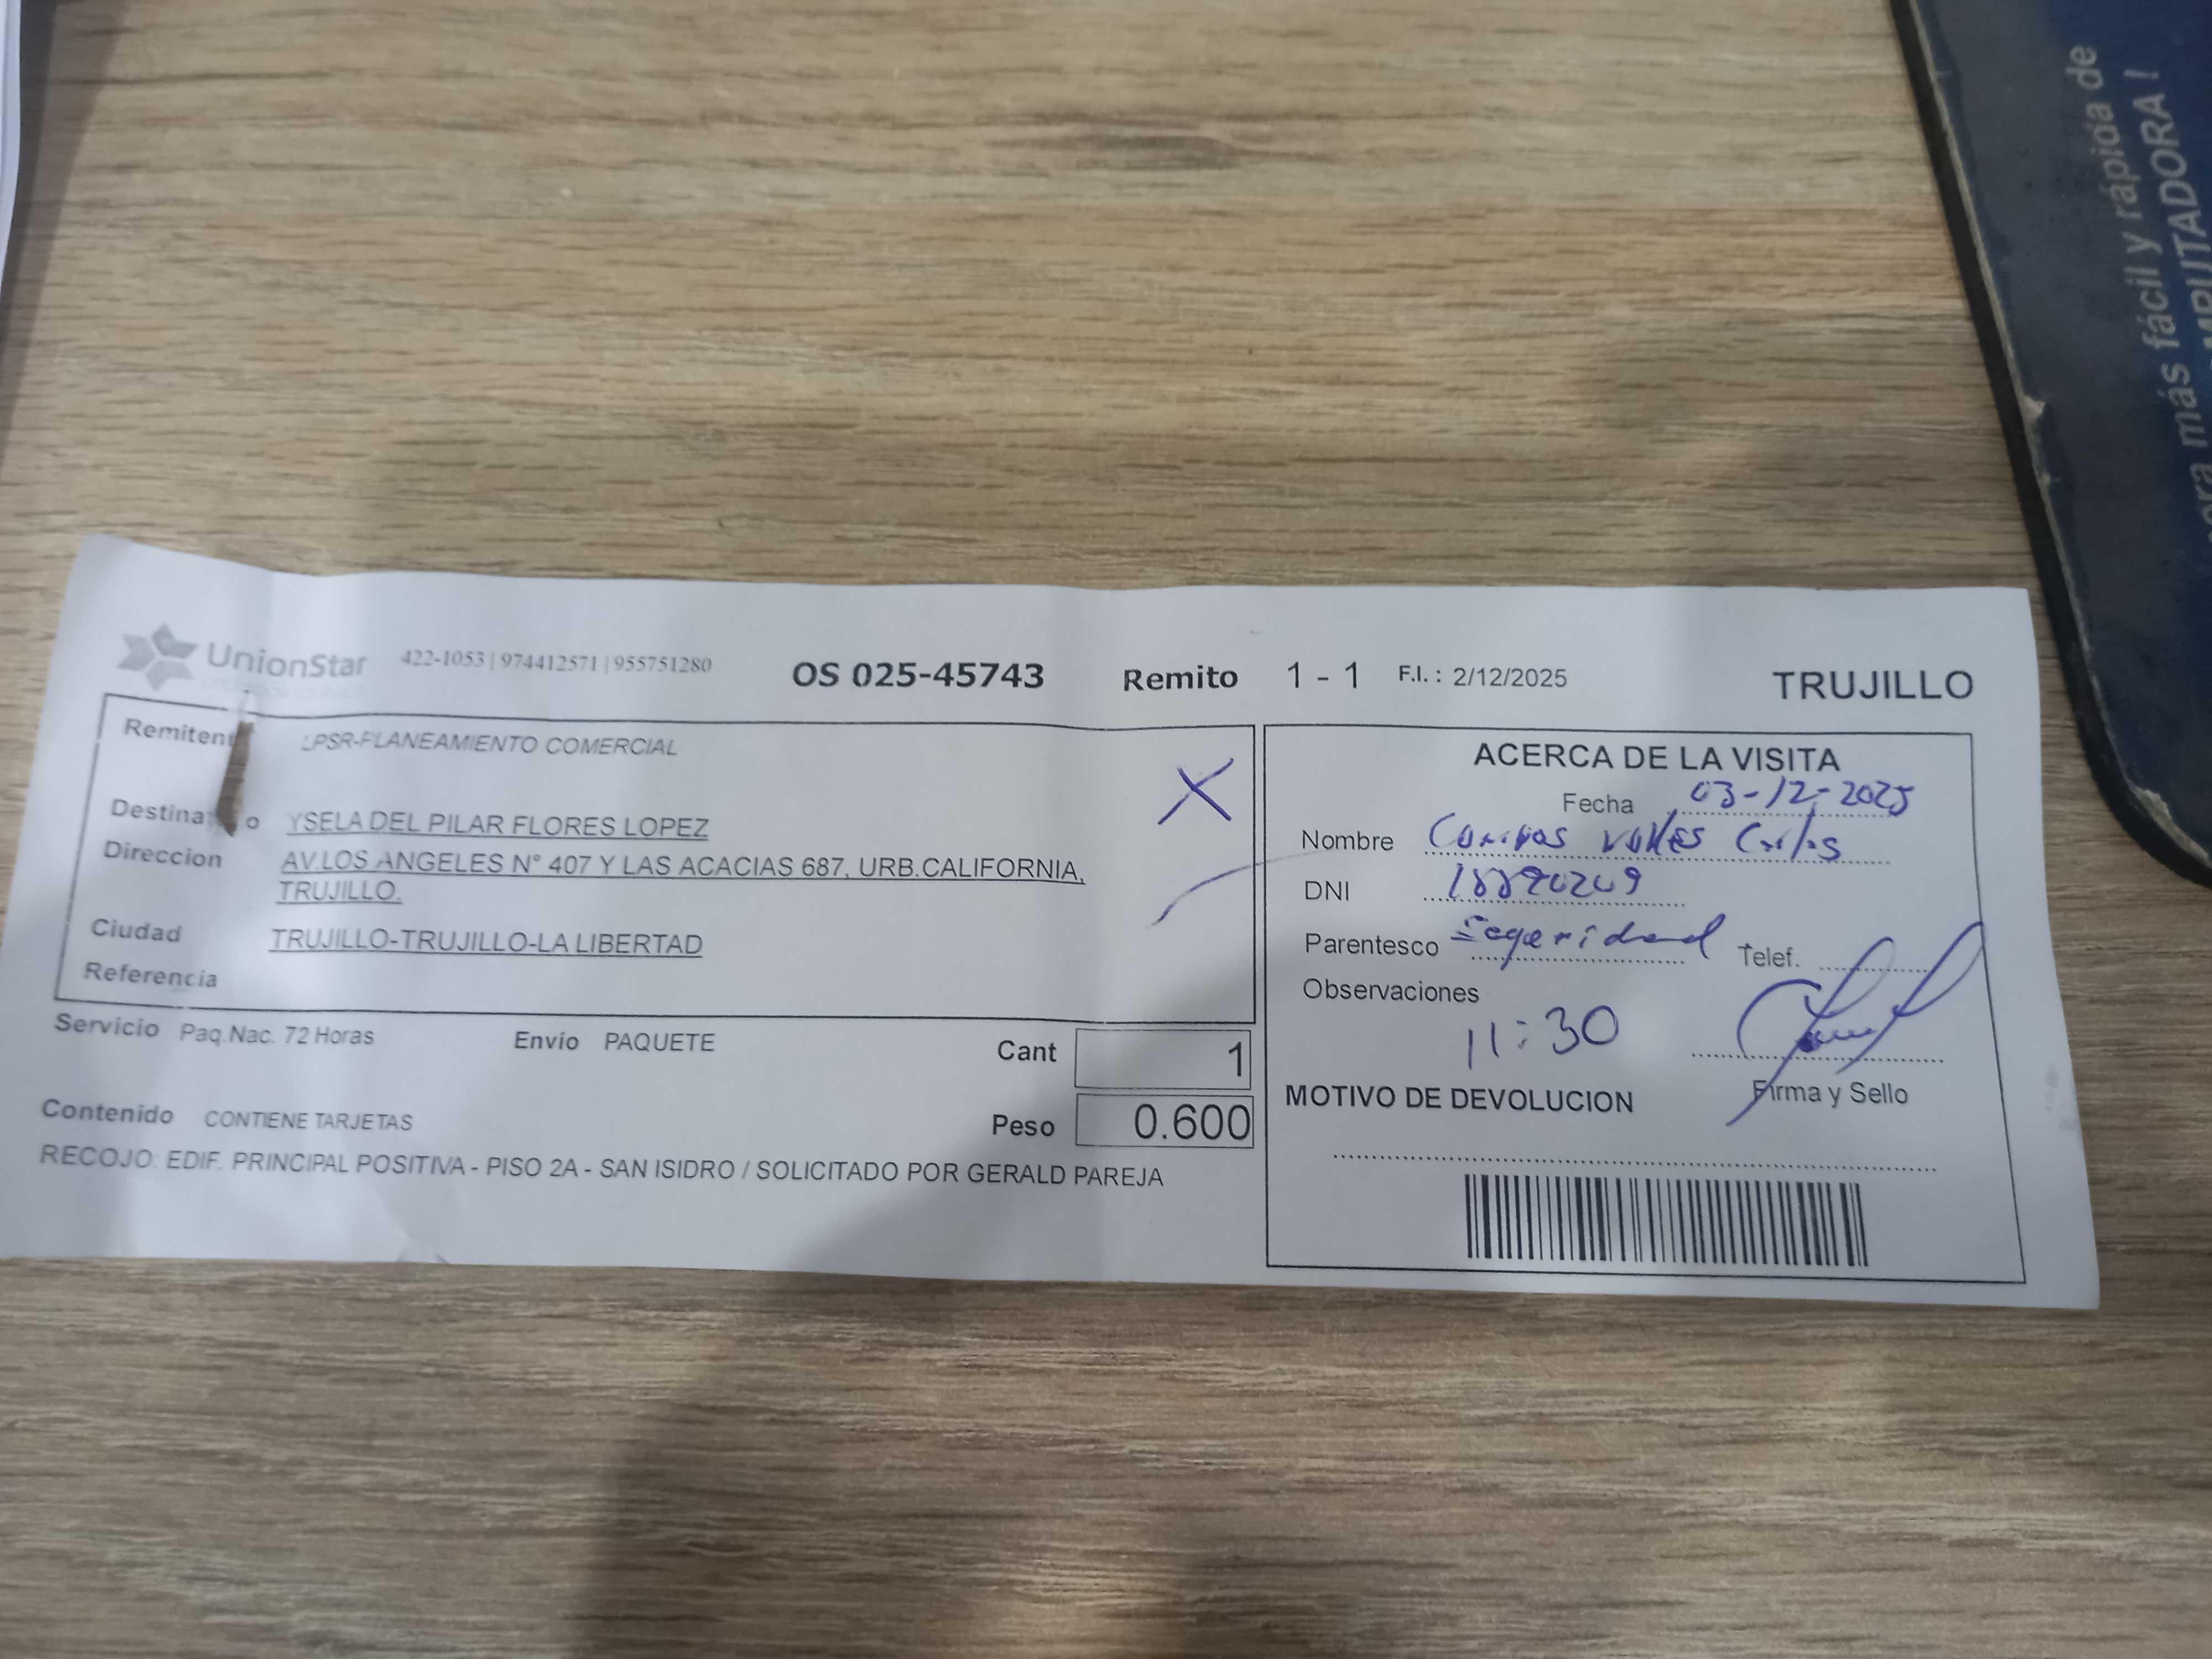 UnionStar 422-1053 | 974412571 | 955751280 OS 025-45743 Remito 1 - 1 F.I. : 2/12/2025 TRUJILLO
Remitent LPSR-PLANEAMIENTO COMERCIAL
Destina o YSELA DEL PILAR FLORES LOPEZ
Direccion AV.LOS ANGELES N° 407 Y LAS ACACIAS 687, URB.CALIFORNIA,
TRUJILLO.
Ciudad TRUJILLO-TRUJILLO-LA LIBERTAD
Referencia
Servicio Paq.Nac. 72 Horas Envío PAQUETE Cant 1
Contenido CONTIENE TARJETAS Peso 0.600
RECOJO: EDIF. PRINCIPAL POSITIVA - PISO 2A - SAN ISIDRO / SOLICITADO POR GERALD PAREJA
ACERCA DE LA VISITA
Fecha 03-12-2025
Nombre Carlos
DNI
Parentesco Seguridad Telef.
Observaciones
11:30
Firma y Sello
MOTIVO DE DEVOLUCION
más fácil y rápida de